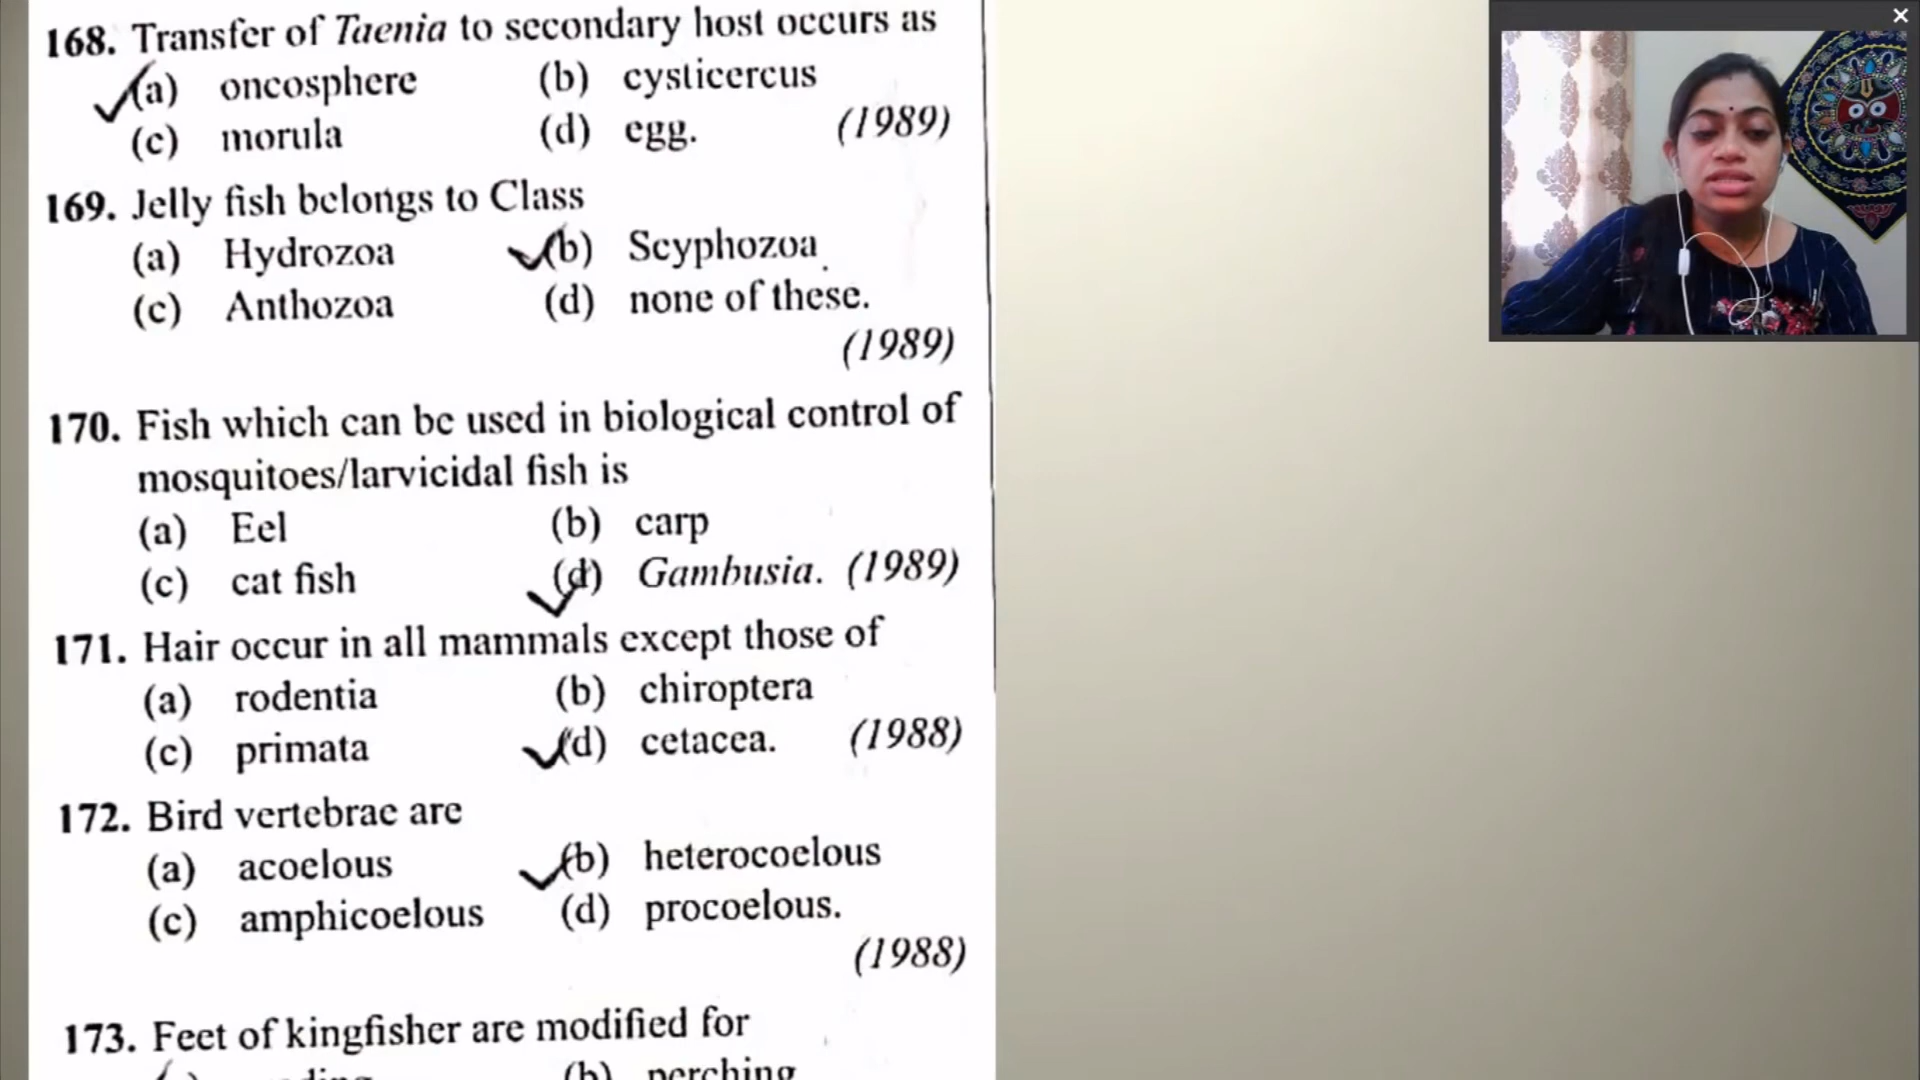 168. Transfer of Taenia to secondary host occurs as
(a) oncosphere (b) cysticercus
(c) morula (d) egg. (1989)
169. Jelly fish belongs to Class
(a) Hydrozoa (b) Scyphozoa
(c) Anthozoa (d) none of these.
(1989)
170. Fish which can be used in biological control of
mosquitoes/larvicidal fish is
(a) Eel (b) carp
(c) cat fish (d) Gambusia. (1989)
171. Hair occur in all mammals except those of
(a) rodentia (b) chiroptera
(c) primata (d) cetacea. (1988)
172. Bird vertebrae are
(a) acoelous (b) heterocoelous
(c) amphicoelous (d) procoelous.
(1988)
173. Feet of kingfisher are modified for
(b) perching